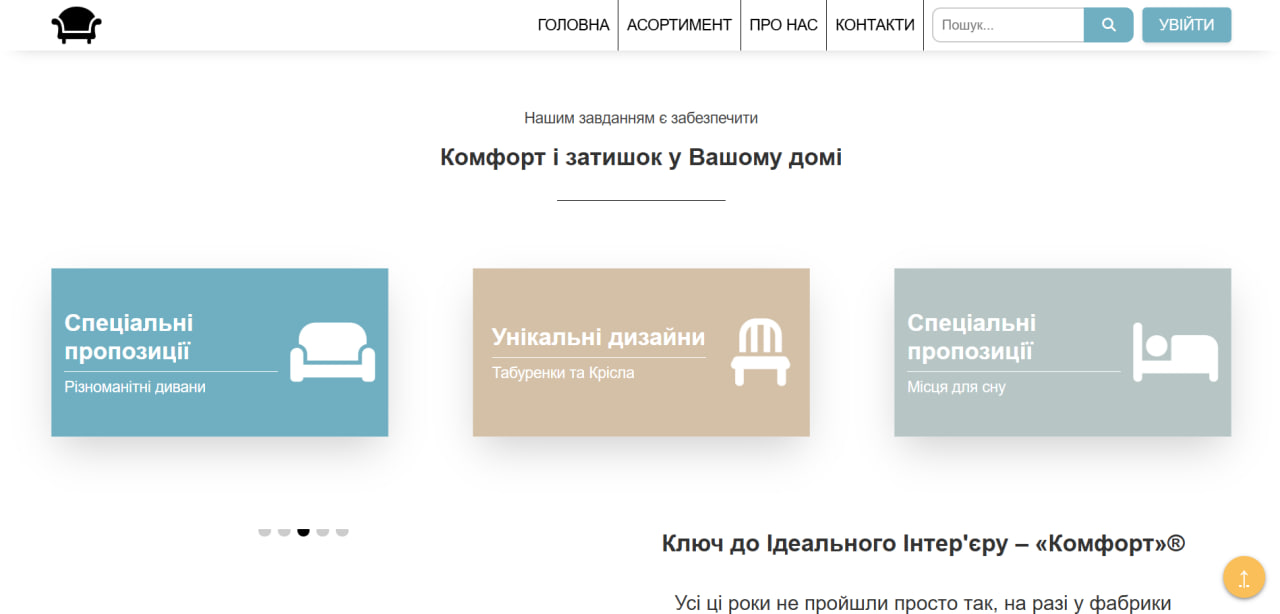 ГОЛОВНА
АСОРТИМЕНТ
ПРО НАС
КОНТАКТИ
Пошук...
УВІЙТИ
Нашим завданням є забезпечити
Комфорт і затишок у Вашому домі
Спеціальні
пропозиції
Різноманітні дивани
Унікальні дизайни
Табуренки та Крісла
Спеціальні
пропозиції
Місця для сну
Ключ до Ідеального Інтер'єру – «Комфорт»®
Усі ці роки не пройшли просто так, на разі у фабрики